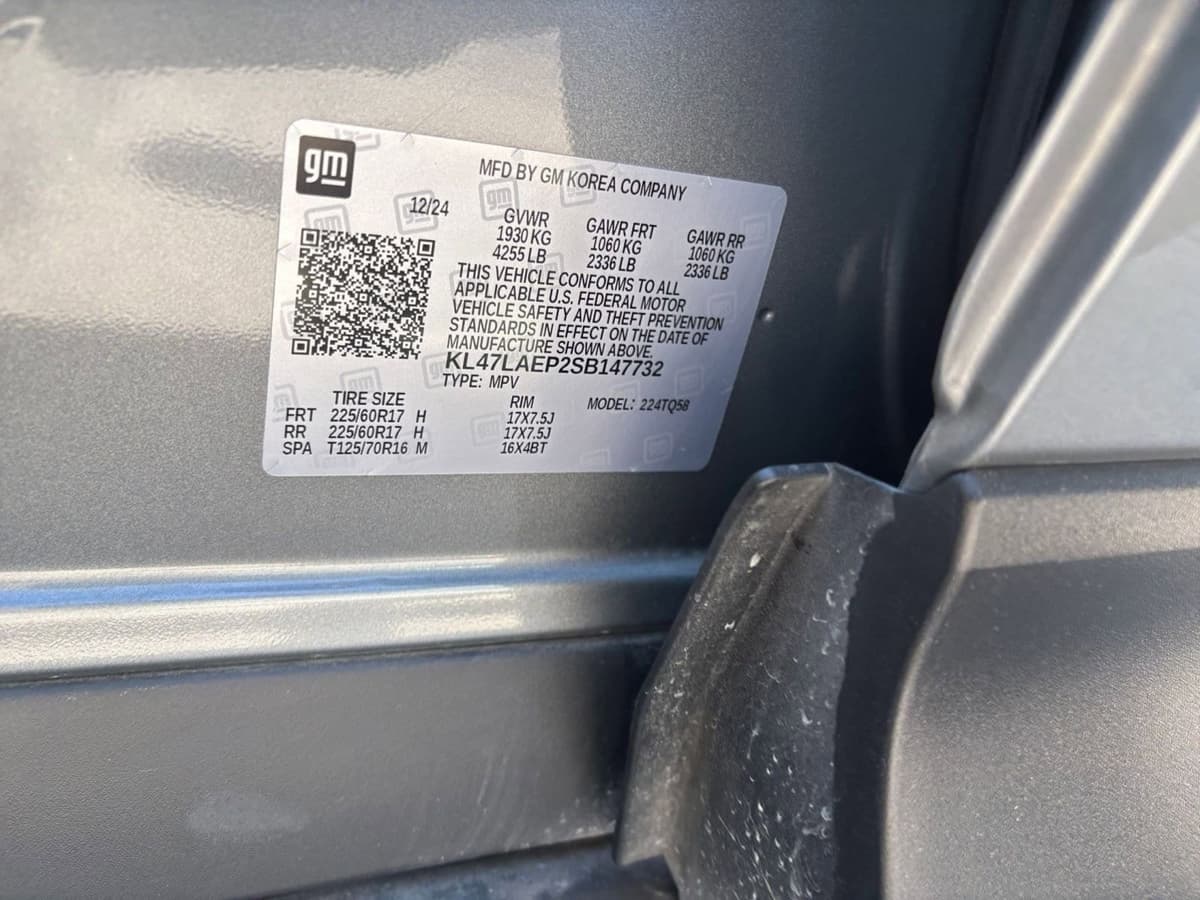 gm
MFD BY GM KOREA COMPANY
12/24
GVWR GAWR FRT GAWR RR
1930 KG 1060 KG 1060 KG
4255 LB 2336 LB 2336 LB
THIS VEHICLE CONFORMS TO ALL
APPLICABLE U.S. FEDERAL MOTOR
VEHICLE SAFETY AND THEFT PREVENTION
STANDARDS IN EFFECT ON THE DATE OF
MANUFACTURE SHOWN ABOVE.
KL47LAEP2SB147732
TYPE: MPV
TIRE SIZE RIM MODEL: 224TQ58
FRT 225/60R17 H 17X7.5J
RR 225/60R17 H 17X7.5J
SPA T125/70R16 M 16X4BT